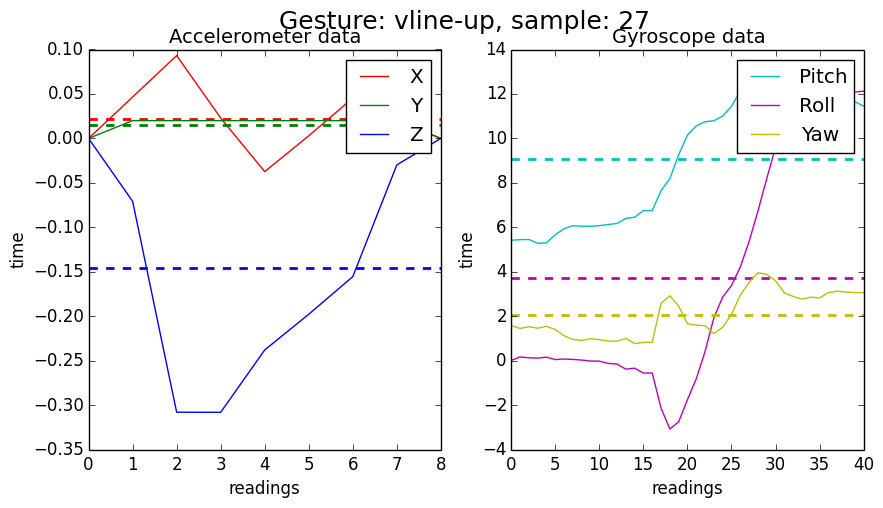 Gesture: vline-up, sample: 27
Accelerometer data
Gyroscope data
0.10
0.05
0.00
−0.05
−0.10
−0.15
−0.20
−0.25
−0.30
−0.35
time
X
Y
Z
0 1 2 3 4 5 6 7 8
readings
14
12
10
8
6
4
2
0
−2
−4
time
Pitch
Roll
Yaw
0 5 10 15 20 25 30 35 40
readings